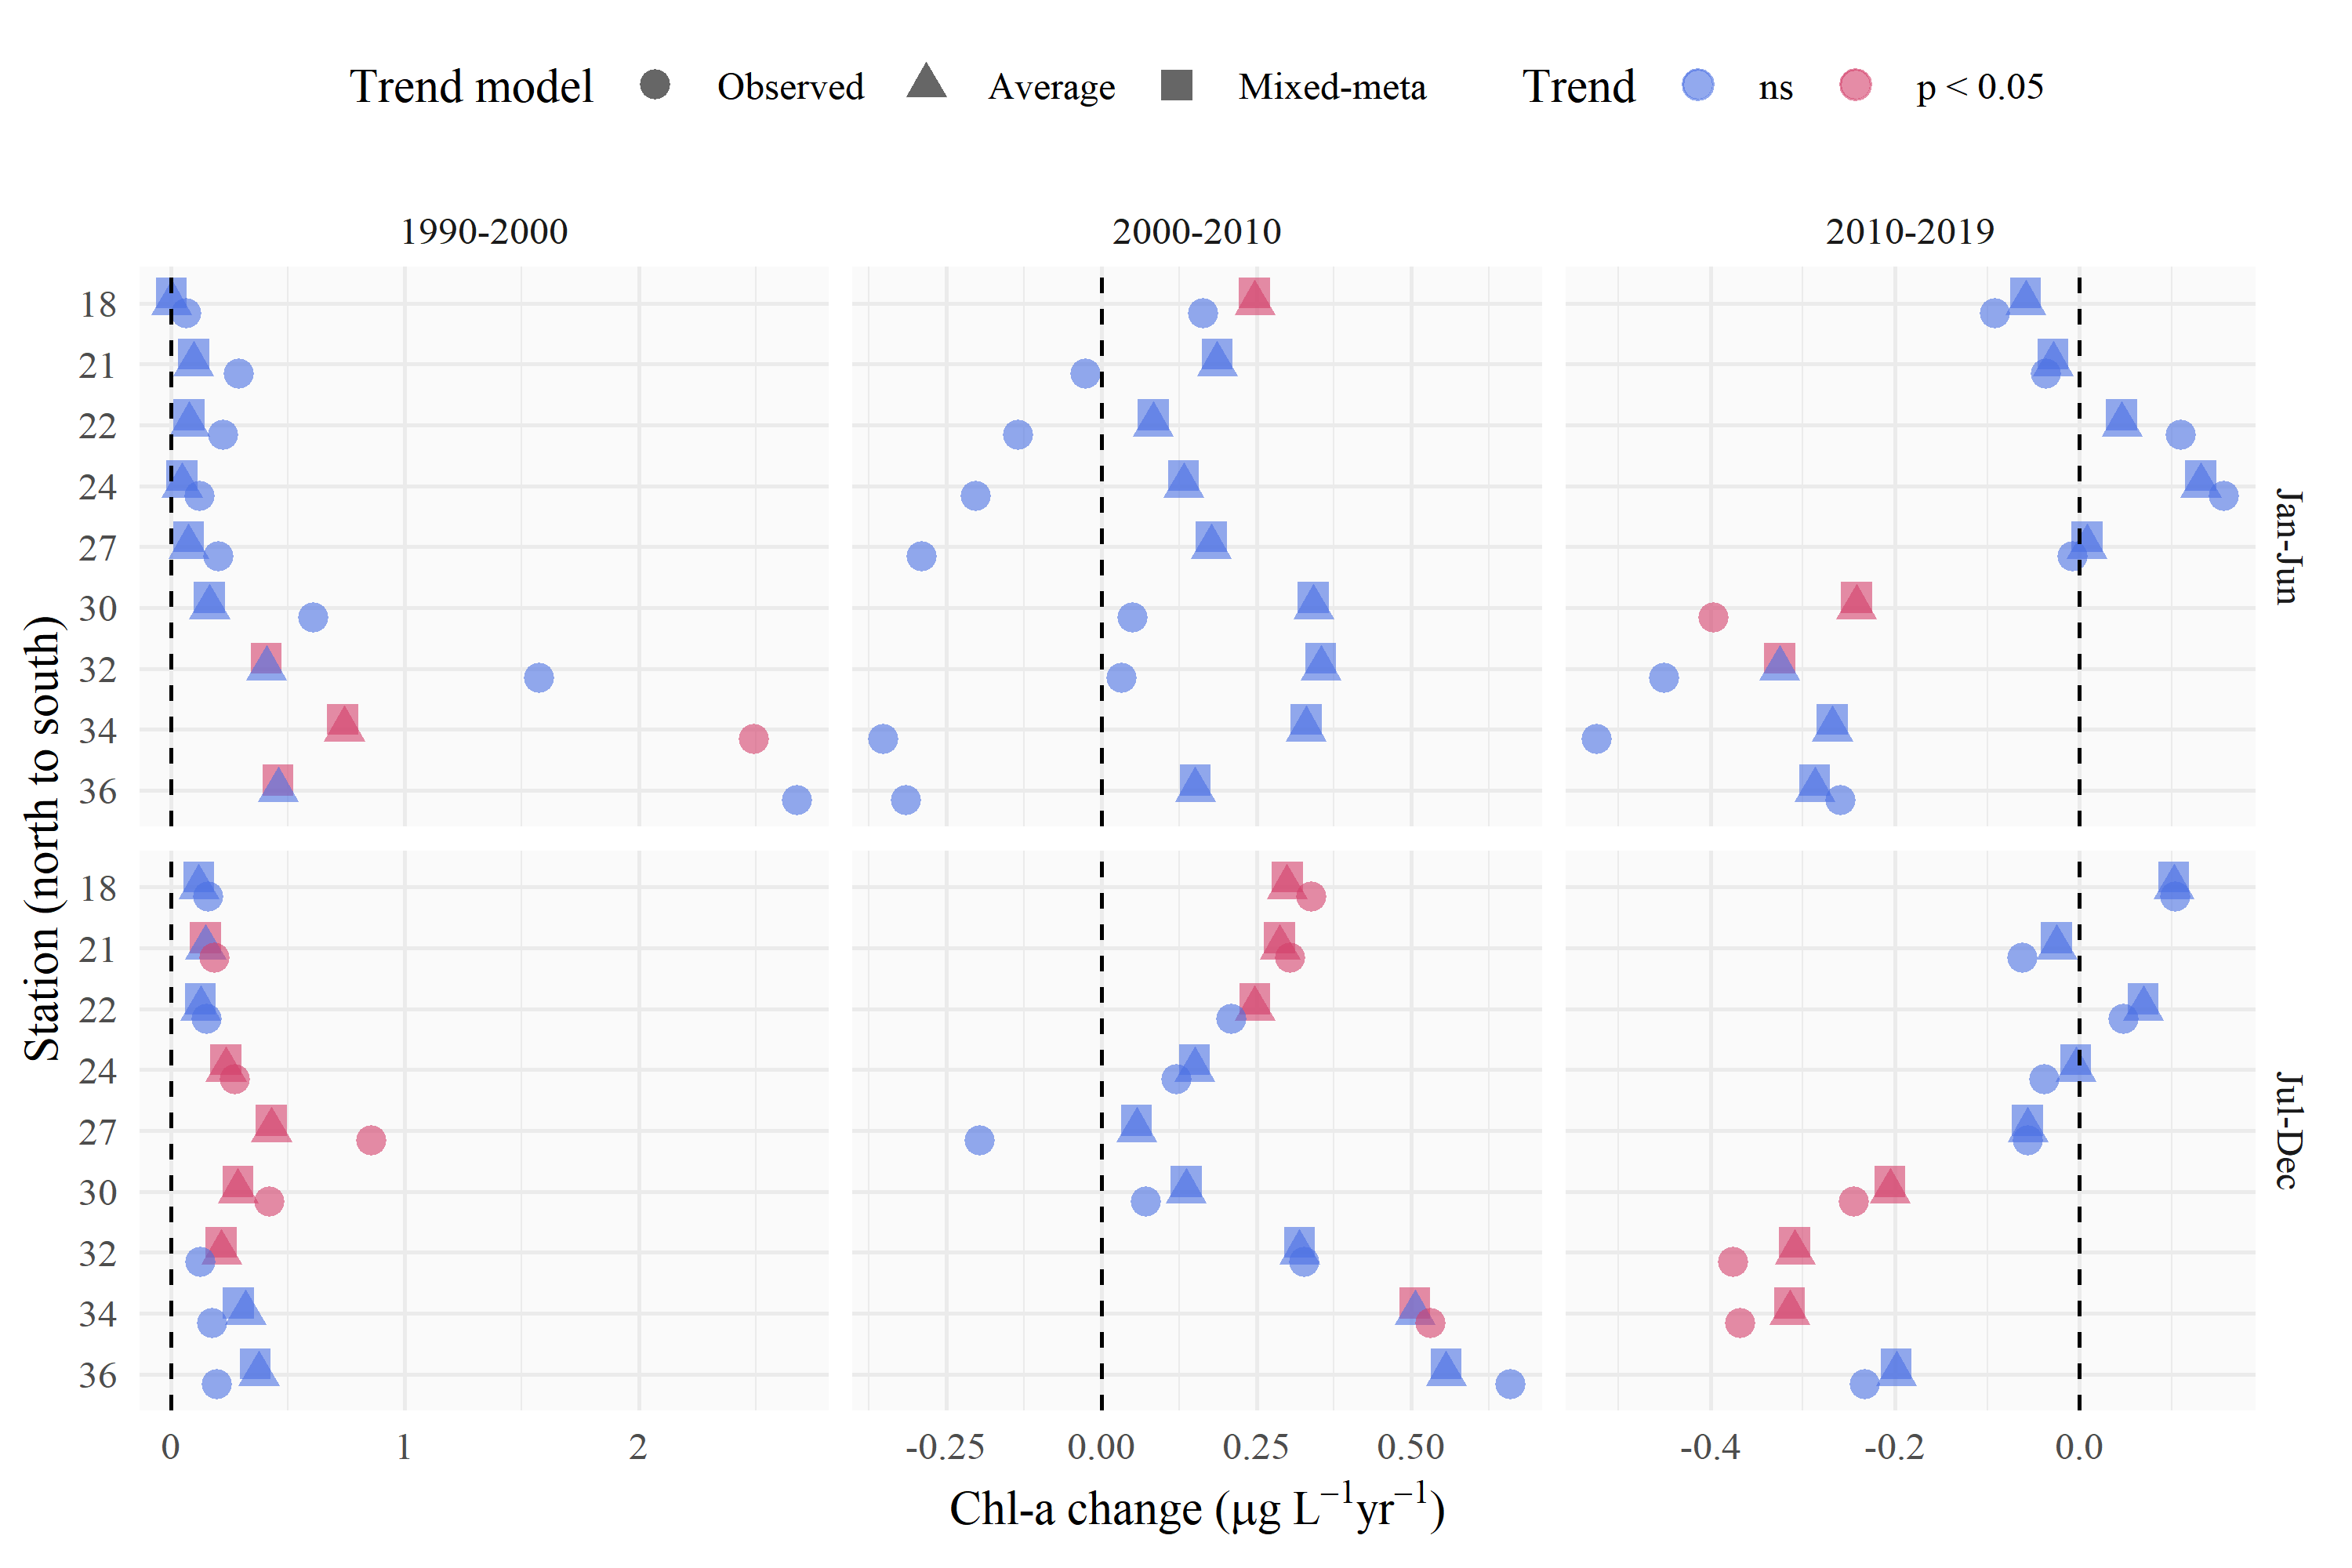 Trend model Observed Average Mixed-meta Trend ns p < 0.05
1990-2000 2000-2010 2010-2019
Station (north to south)
18
21
22
24
27
30
32
34
36
Jan-Jun
18
21
22
24
27
30
32
34
36
Jul-Dec
0 1 2 -0.25 0.00 0.25 0.50 -0.4 -0.2 0.0
Chl-a change (μg L⁻¹yr⁻¹)